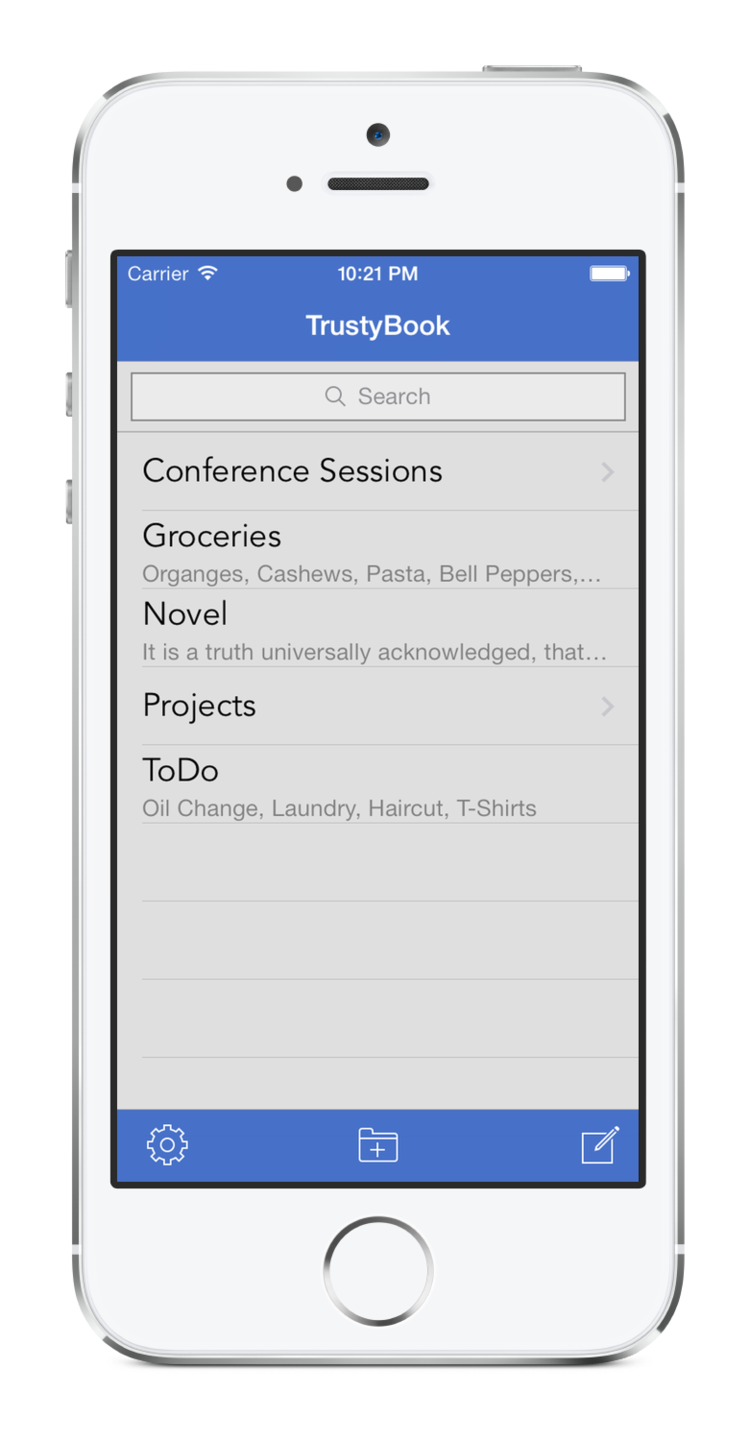 Carrier 10:21 PM
TrustyBook
Search
Conference Sessions
Groceries
Organges, Cashews, Pasta, Bell Peppers,...
Novel
It is a truth universally acknowledged, that...
Projects
ToDo
Oil Change, Laundry, Haircut, T-Shirts